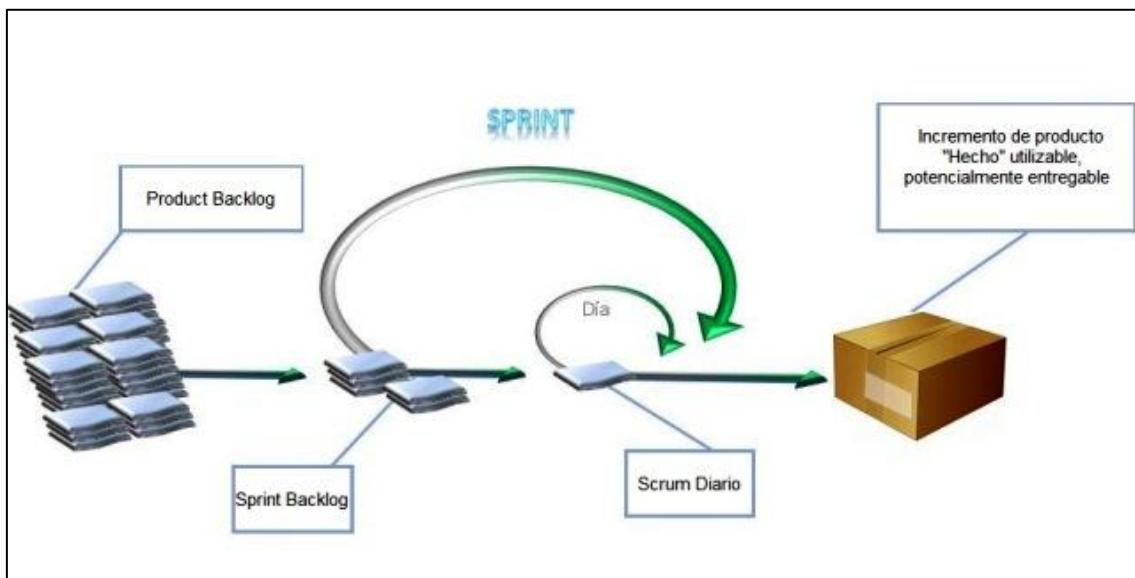 SPRINT
Incremento de producto
"Hecho" utilizable,
potencialmente entregable
Product Backlog
Día
Sprint Backlog
Scrum Diario